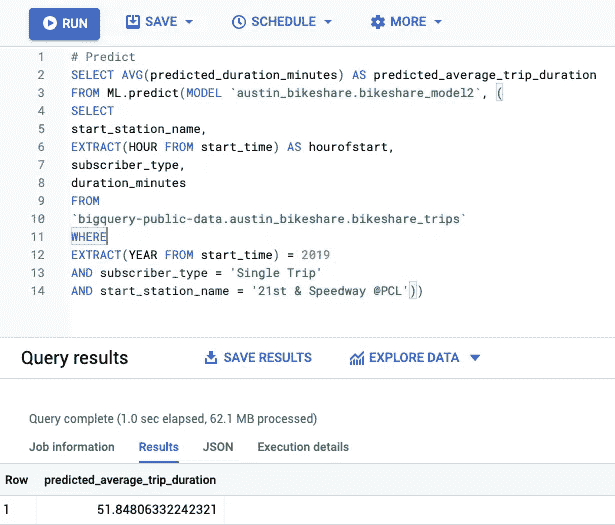 RUN SAVE SCHEDULE MORE
1 # Predict
2 SELECT AVG(predicted_duration_minutes) AS predicted_average_trip_duration
3 FROM ML.predict(MODEL `austin_bikeshare.bikeshare_model2`, (
4 SELECT
5 start_station_name,
6 EXTRACT(HOUR FROM start_time) AS hourofstart,
7 subscriber_type,
8 duration_minutes
9 FROM
10 `bigquery-public-data.austin_bikeshare.bikeshare_trips`
11 WHERE
12 EXTRACT(YEAR FROM start_time) = 2019
13 AND subscriber_type = 'Single Trip'
14 AND start_station_name = '21st & Speedway @PCL'))
Query results SAVE RESULTS EXPLORE DATA
Query complete (1.0 sec elapsed, 62.1 MB processed)
Job information Results JSON Execution details
Row predicted_average_trip_duration
1 51.84806332242321